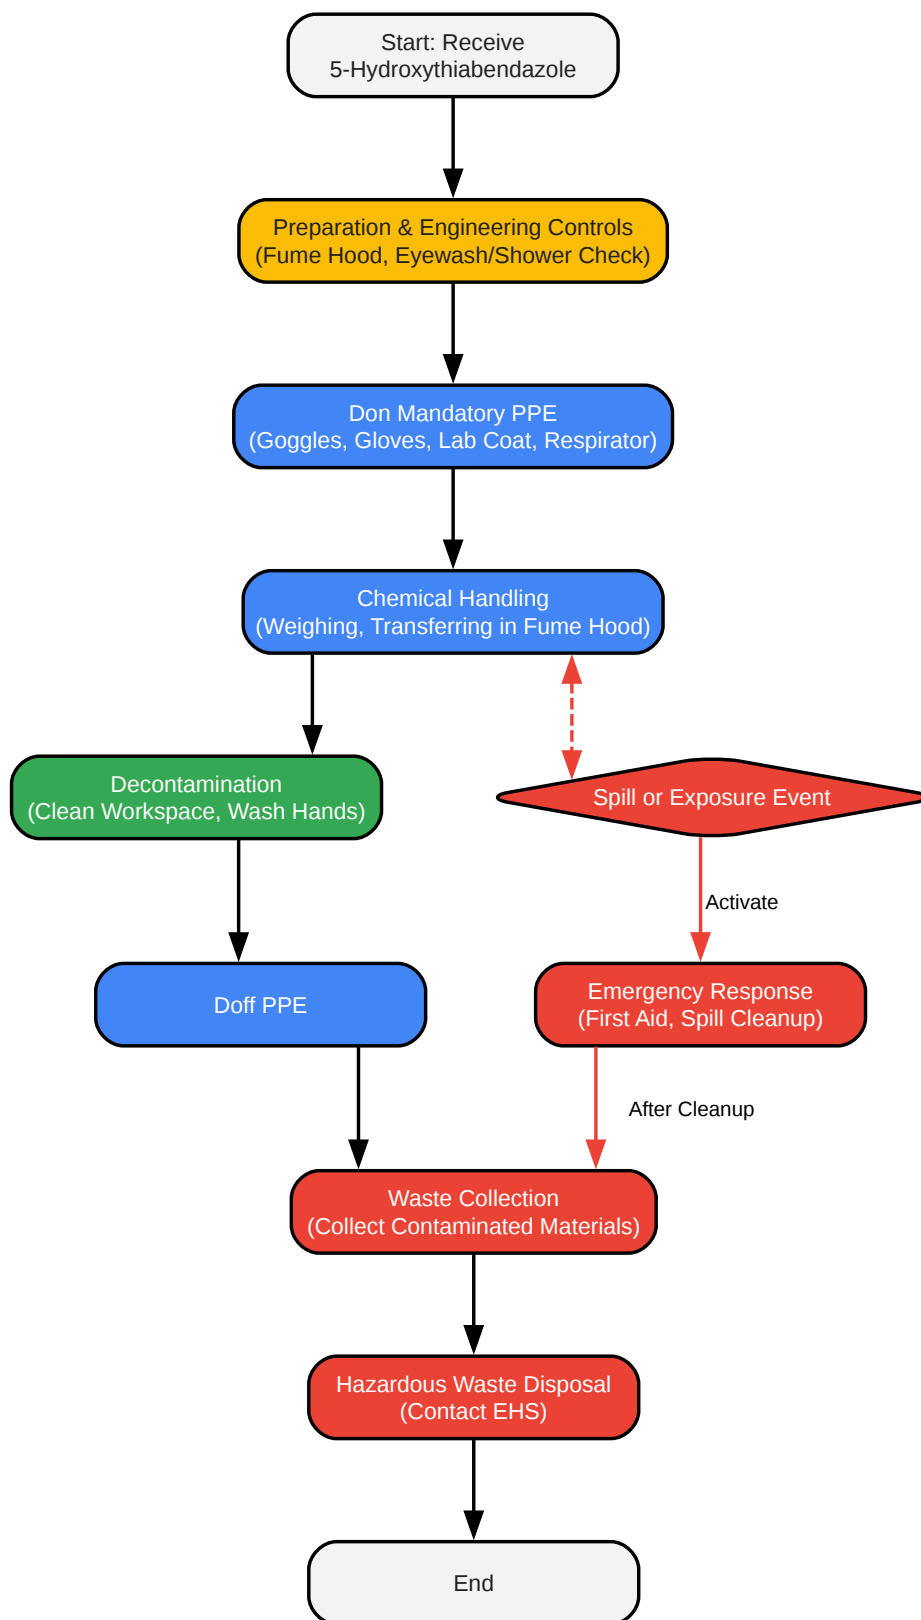 Start: Receive
5-Hydroxythiabendazole
Preparation & Engineering Controls
(Fume Hood, Eyewash/Shower Check)
Don Mandatory PPE
(Goggles, Gloves, Lab Coat, Respirator)
Chemical Handling
(Weighing, Transferring in Fume Hood)
Decontamination
(Clean Workspace, Wash Hands)
Spill or Exposure Event
Activate
Doff PPE
Emergency Response
(First Aid, Spill Cleanup)
After Cleanup
Waste Collection
(Collect Contaminated Materials)
Hazardous Waste Disposal
(Contact EHS)
End